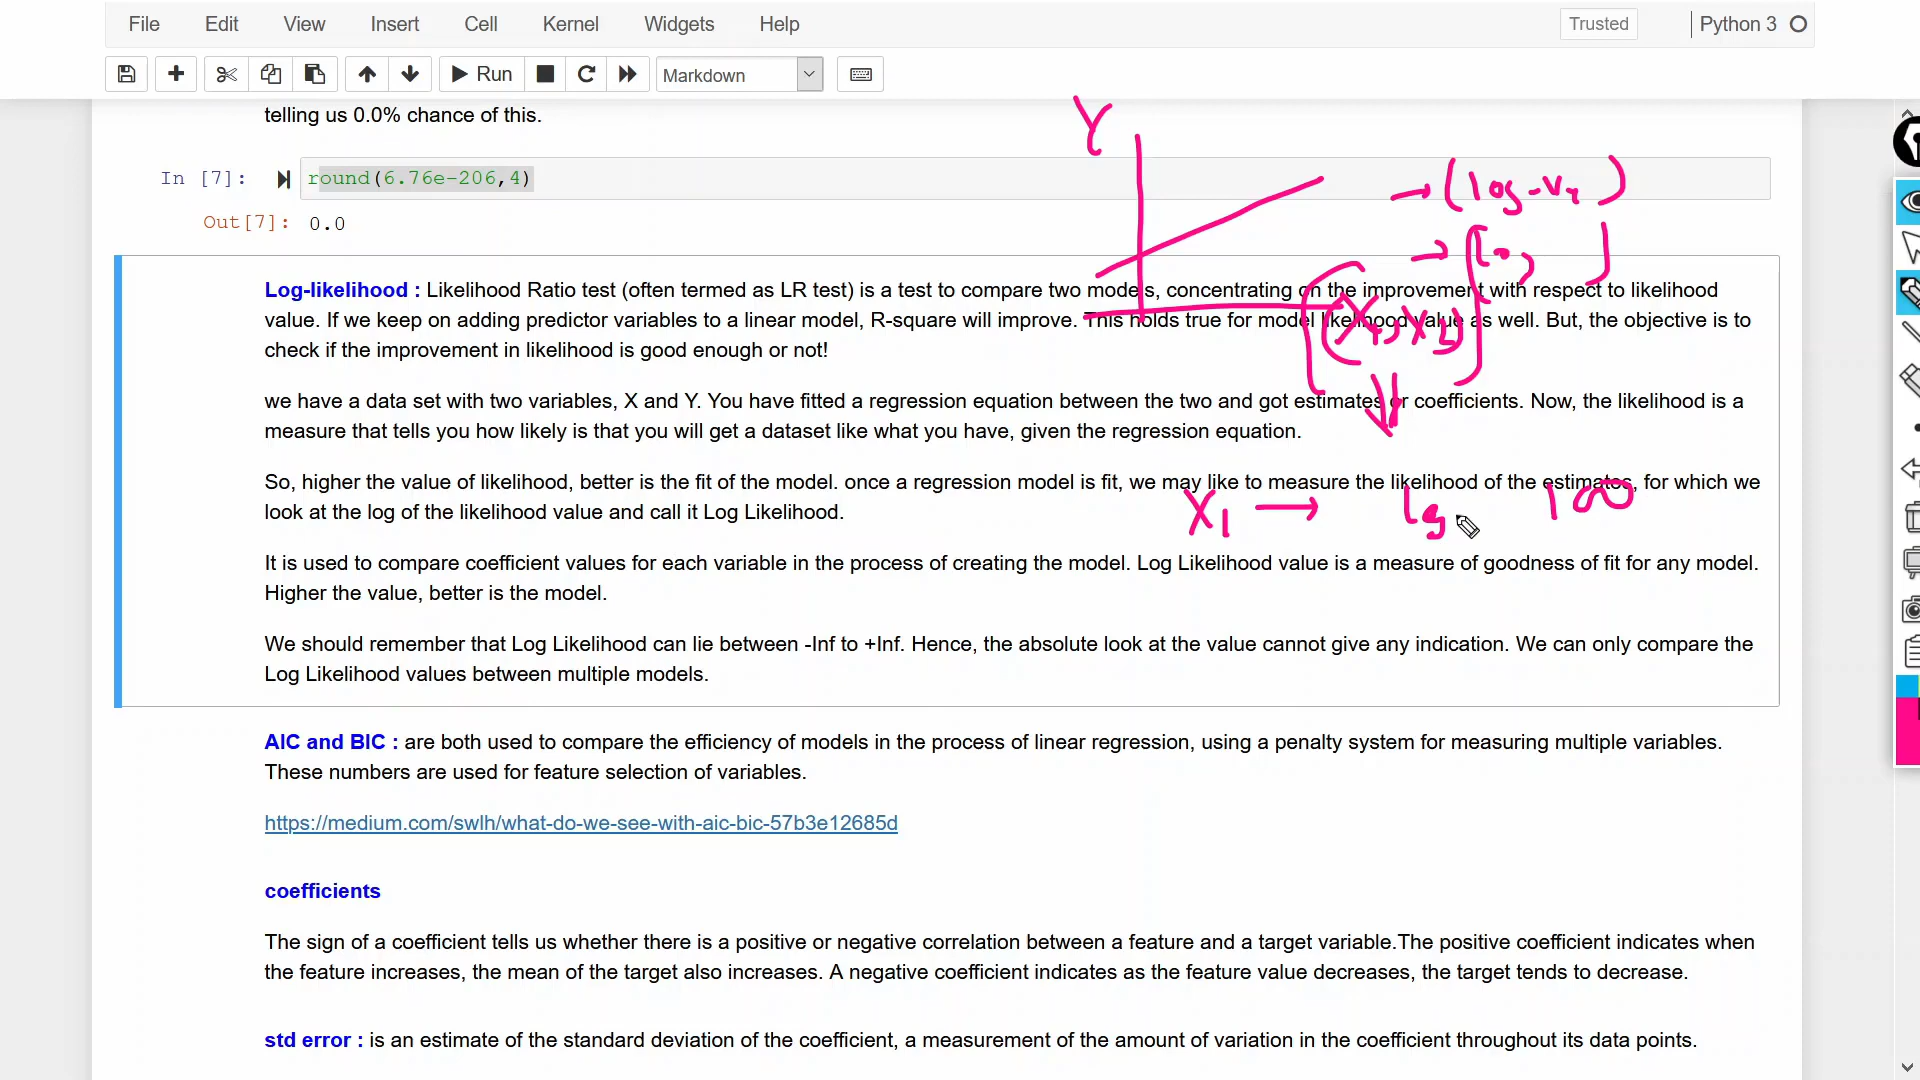 File Edit View Insert Cell Kernel Widgets Help Trusted Python 3
Run Markdown
telling us 0.0% chance of this.
In [7]: round(6.76e-206,4)
Out[7]: 0.0
Y
X1, X2
X1 → 100
Log-likelihood : Likelihood Ratio test (often termed as LR test) is a test to compare two models, concentrating on the improvement with respect to likelihood
value. If we keep on adding predictor variables to a linear model, R-square will improve. This holds true for model likelihood value as well. But, the objective is to
check if the improvement in likelihood is good enough or not!
we have a data set with two variables, X and Y. You have fitted a regression equation between the two and got estimates or coefficients. Now, the likelihood is a
measure that tells you how likely is that you will get a dataset like what you have, given the regression equation.
So, higher the value of likelihood, better is the fit of the model. once a regression model is fit, we may like to measure the likelihood of the estimates, for which we
look at the log of the likelihood value and call it Log Likelihood.
It is used to compare coefficient values for each variable in the process of creating the model. Log Likelihood value is a measure of goodness of fit for any model.
Higher the value, better is the model.
We should remember that Log Likelihood can lie between -Inf to +Inf. Hence, the absolute look at the value cannot give any indication. We can only compare the
Log Likelihood values between multiple models.
AIC and BIC : are both used to compare the efficiency of models in the process of linear regression, using a penalty system for measuring multiple variables.
These numbers are used for feature selection of variables.
https://medium.com/swlh/what-do-we-see-with-aic-bic-57b3e12685d
coefficients
The sign of a coefficient tells us whether there is a positive or negative correlation between a feature and a target variable.The positive coefficient indicates when
the feature increases, the mean of the target also increases. A negative coefficient indicates as the feature value decreases, the target tends to decrease.
std error : is an estimate of the standard deviation of the coefficient, a measurement of the amount of variation in the coefficient throughout its data points.